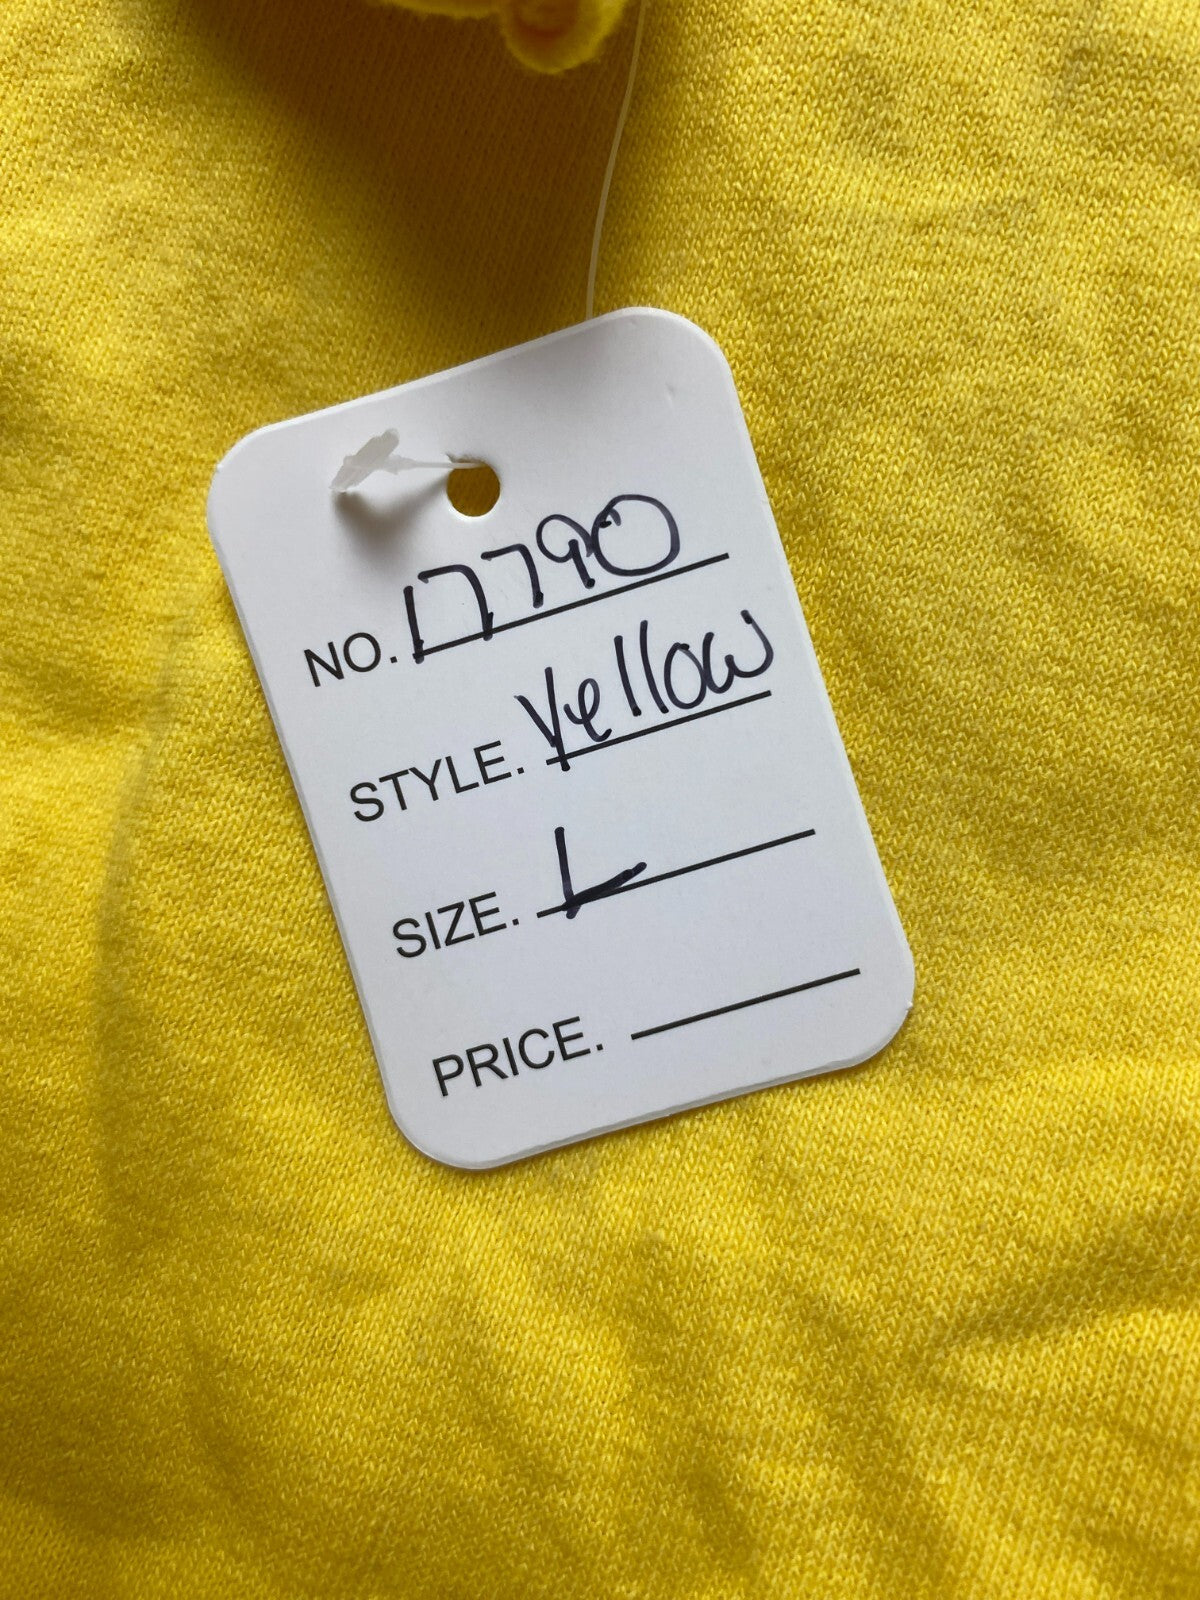 NO. 17790
STYLE. Yellow
SIZE. L
PRICE.